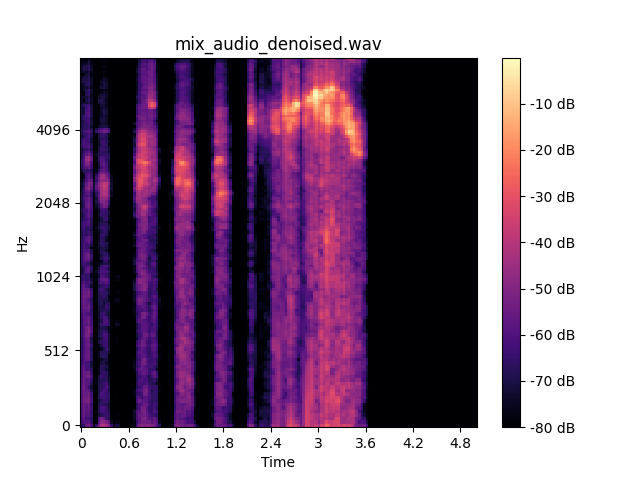 mix_audio_denoised.wav
Hz
4096
2048
1024
512
0
0
0.6
1.2
1.8
2.4
3
3.6
4.2
4.8
Time
-10 dB
-20 dB
-30 dB
-40 dB
-50 dB
-60 dB
-70 dB
-80 dB